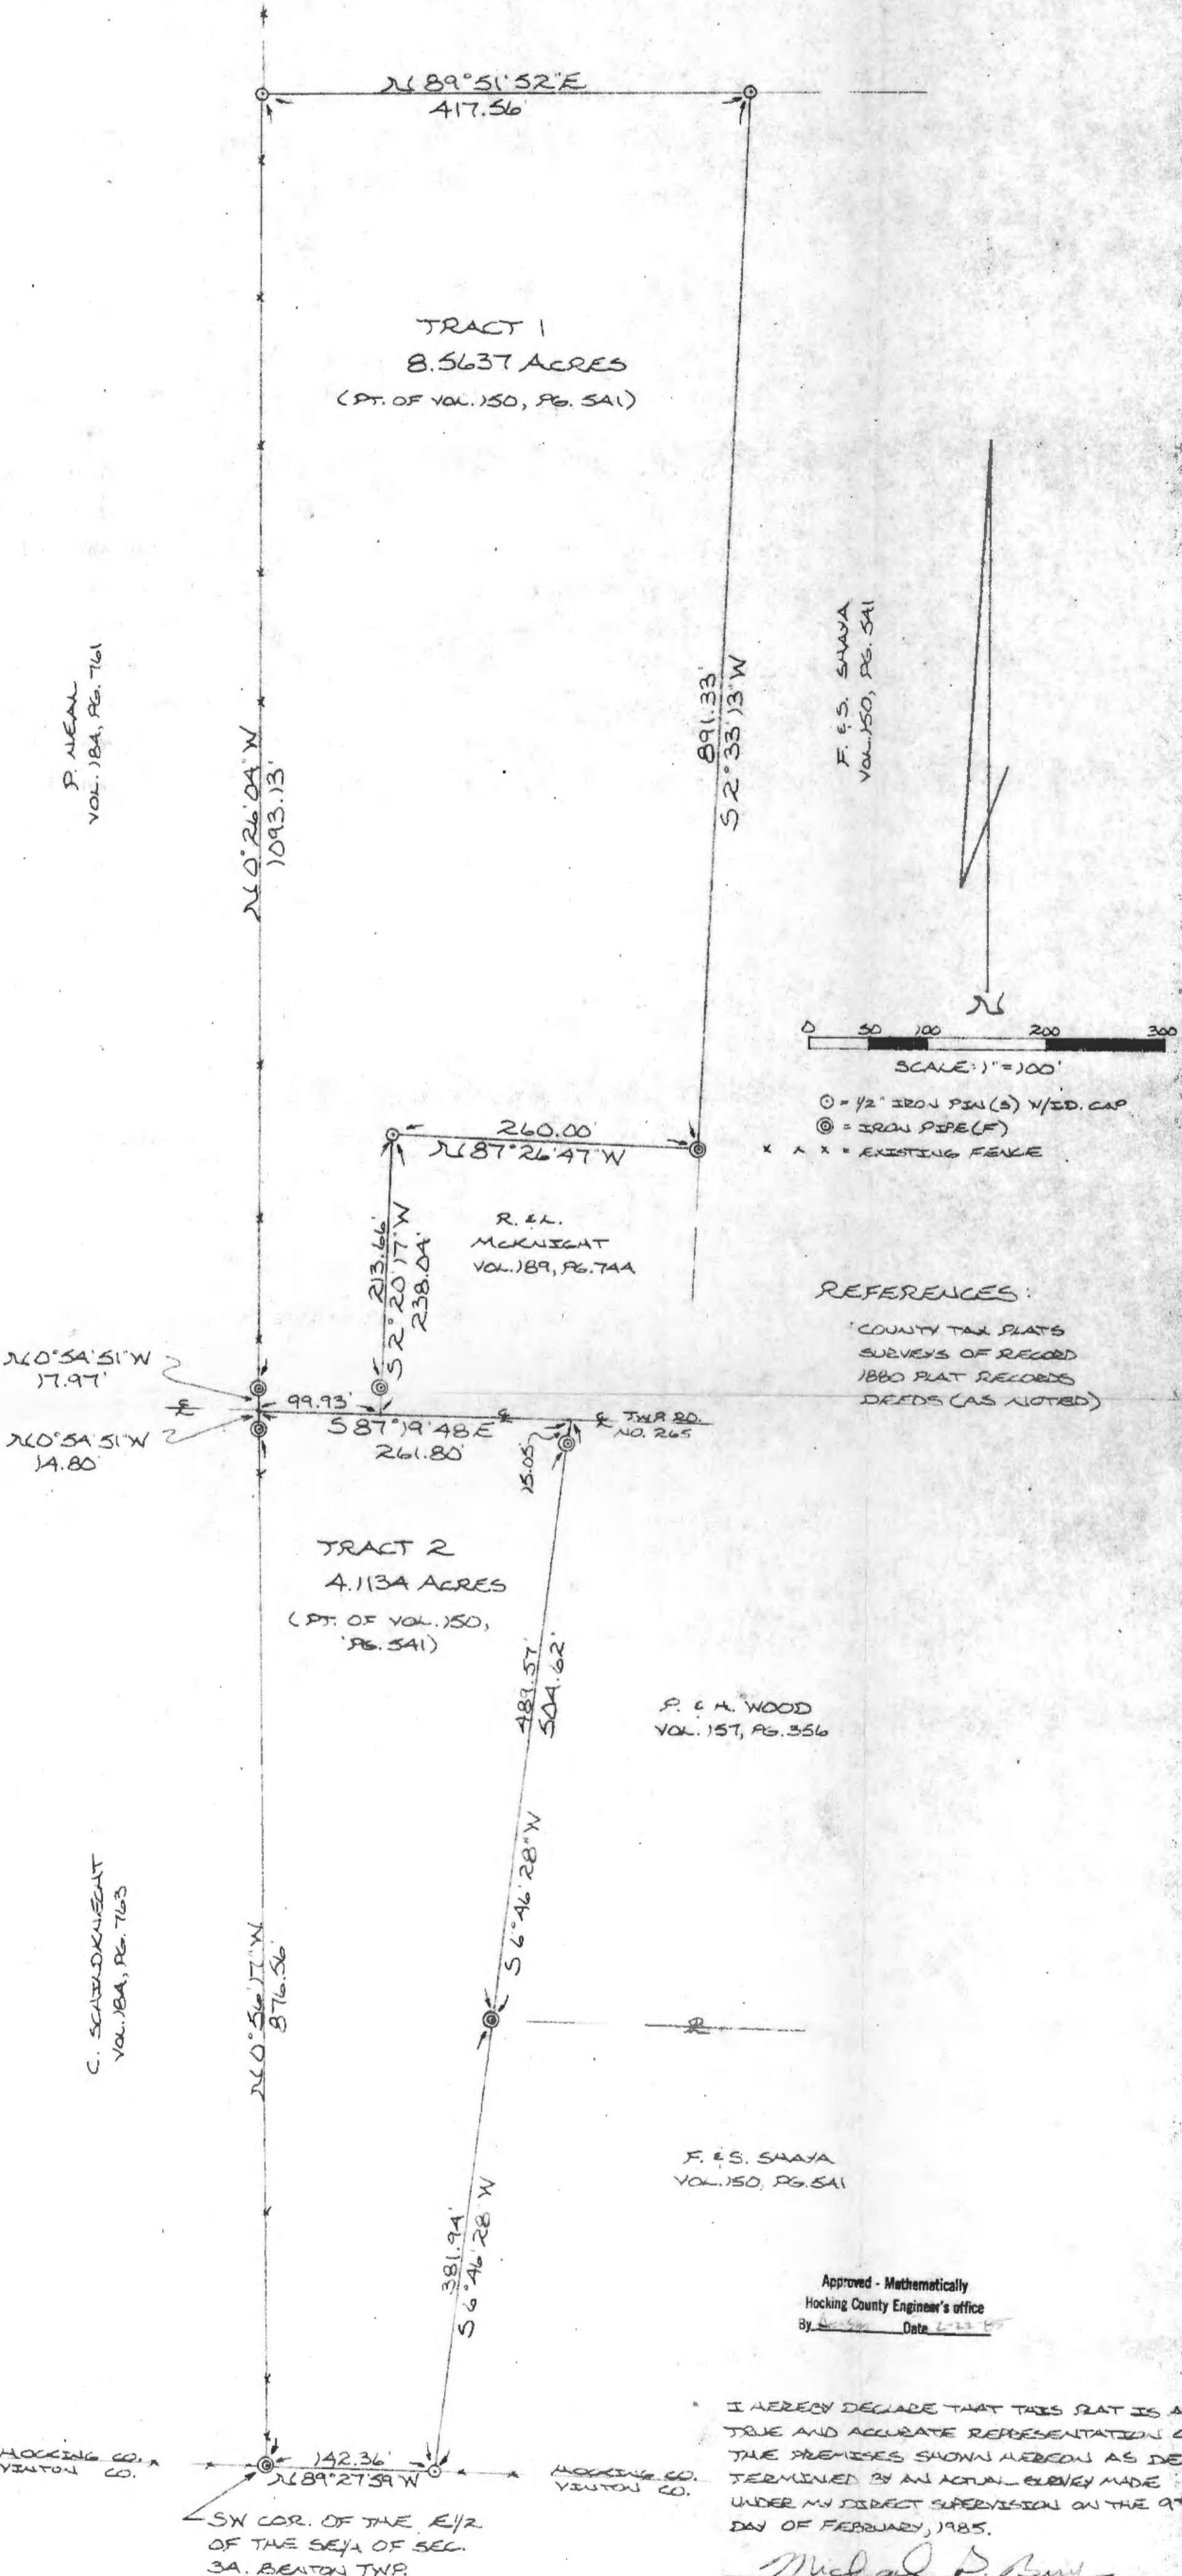 N 89°51'52"E
417.56'
TRACT 1
8.5637 ACRES
(PT. OF VOL. 150, PG. 541)
P. NEAL
VOL. 184, PG. 761
N 0°26'04"W
1093.13'
891.33'
S 2°33'13"W
F. & S. SHAYA
VOL. 150, PG. 541
N
0 50 100 200 300
SCALE: 1"=100'
⊙ = 1/2" IRON PIN(S) W/ID. CAP
◎ = IRON PIPE(F)
x x x = EXISTING FENCE
260.00'
N 87°26'47"W
R. & L.
MCKNIGHT
VOL. 189, PG. 744
213.66'
S 2°20'17"W
238.04'
REFERENCES:
COUNTY TAX PLATS
SURVEYS OF RECORD
1880 PLAT RECORDS
DEEDS (AS NOTED)
N 0°54'51"W
17.97'
99.93'
S 87°19'48"E
261.80'
℄ TWP. RD.
NO. 265
N 0°54'51"W
14.80'
15.05'
TRACT 2
4.1134 ACRES
(PT. OF VOL. 150,
PG. 541)
489.57'
504.62'
S 6°46'28"W
P. & H. WOOD
VOL. 157, PG. 356
C. SCHILDKNECHT
VOL. 184, PG. 763
N 0°56'17"W
876.56'
F. & S. SHAYA
VOL. 150, PG. 541
381.94'
S 6°46'28"W
Approved - Mathematically
Hocking County Engineer's office
By Date 2-22-85
HOCKING CO.
VINTON CO.
142.36'
N 89°27'59"W
HOCKING CO.
VINTON CO.
SW COR. OF THE E1/2
OF THE SE1/4 OF SEC.
34, BENTON TWP.
I HEREBY DECLARE THAT THIS PLAT IS A
TRUE AND ACCURATE REPRESENTATION O
THE PREMISES SHOWN HEREON AS DE
TERMINED BY AN ACTUAL SURVEY MADE
UNDER MY DIRECT SUPERVISION ON THE 9T
DAY OF FEBRUARY, 1985.
Michael